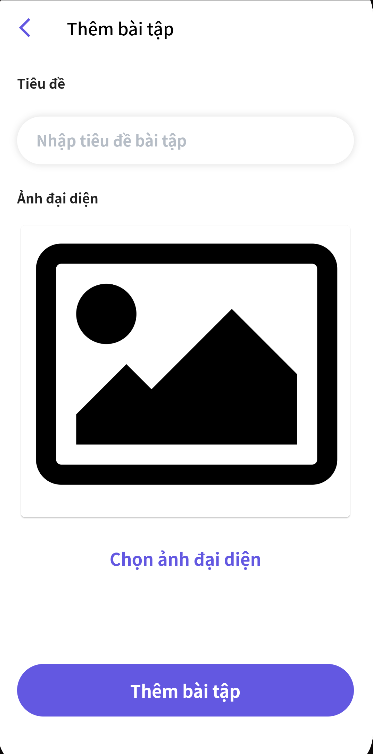 Thêm bài tập
Tiêu đề
Nhập tiêu đề bài tập
Ảnh đại diện
Chọn ảnh đại diện
Thêm bài tập